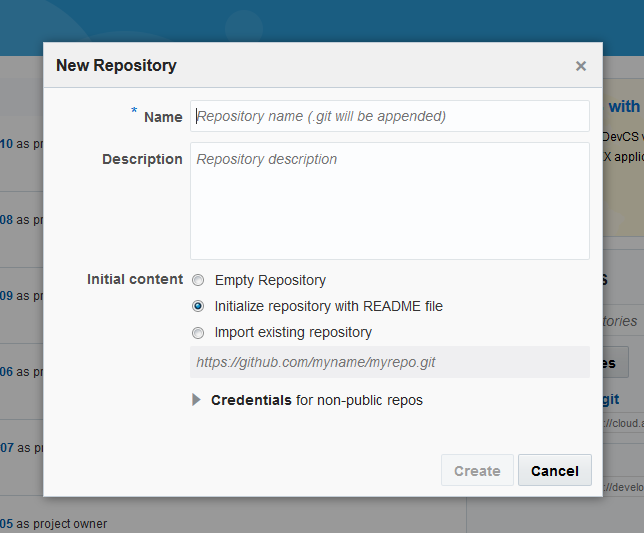 New Repository
×
with
* Name
Repository name (.git will be appended)
DevCS
10 as pr
Description
Repository description
X applic
08 as pr
Initial content
Empty Repository
09 as pr
Initialize repository with README file
tories
Import existing repository
https://github.com/myname/myrepo.git
es
06 as pr
Credentials for non-public repos
git
://cloud.a
07 as pr
Create
Cancel
://develo
05 as project owner